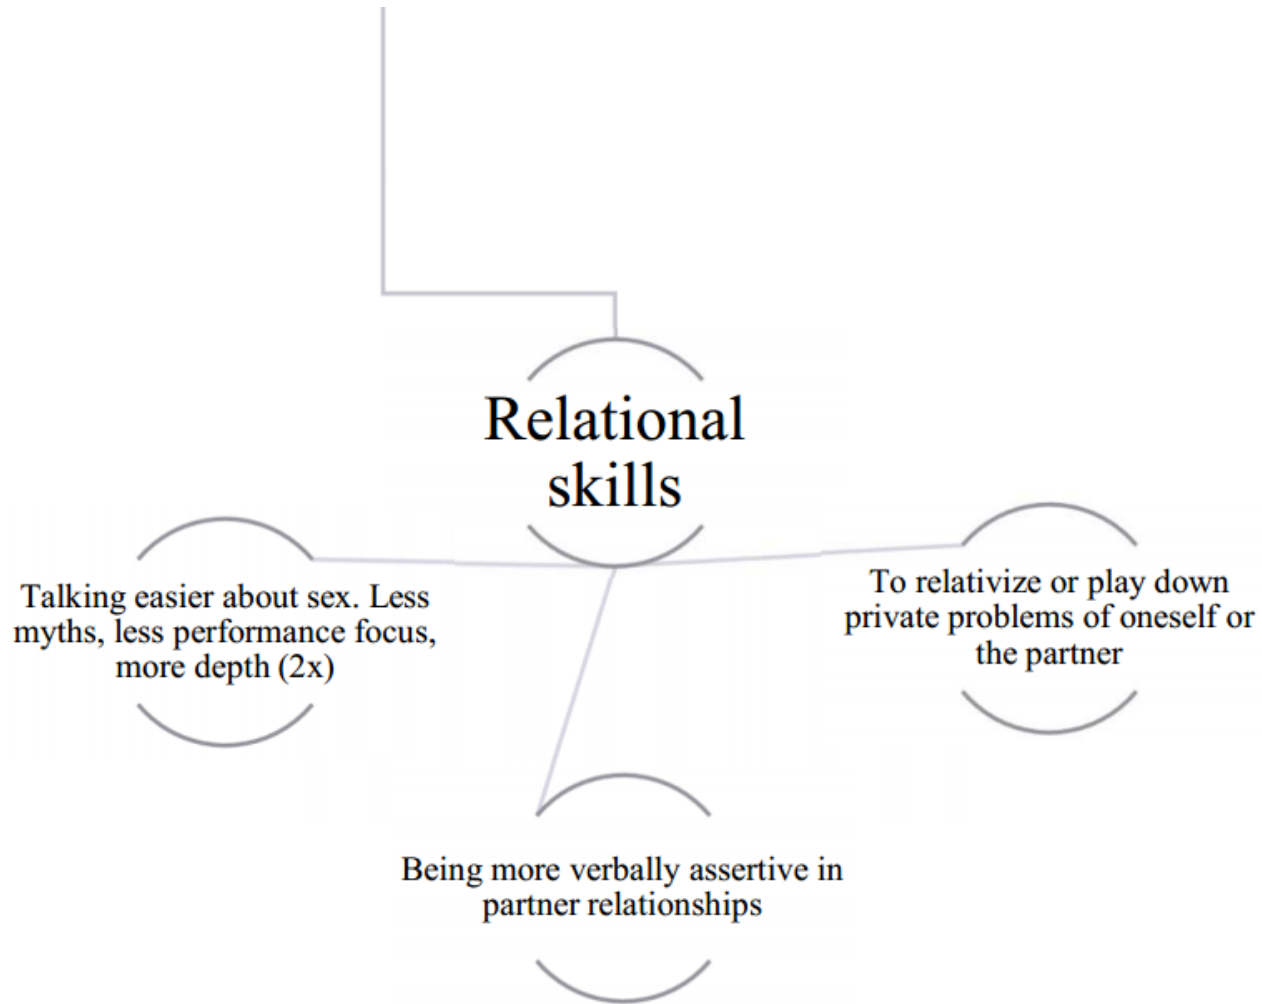 Relational
skills
Talking easier about sex. Less
myths, less performance focus,
more depth (2x)
To relativize or play down
private problems of oneself or
the partner
Being more verbally assertive in
partner relationships